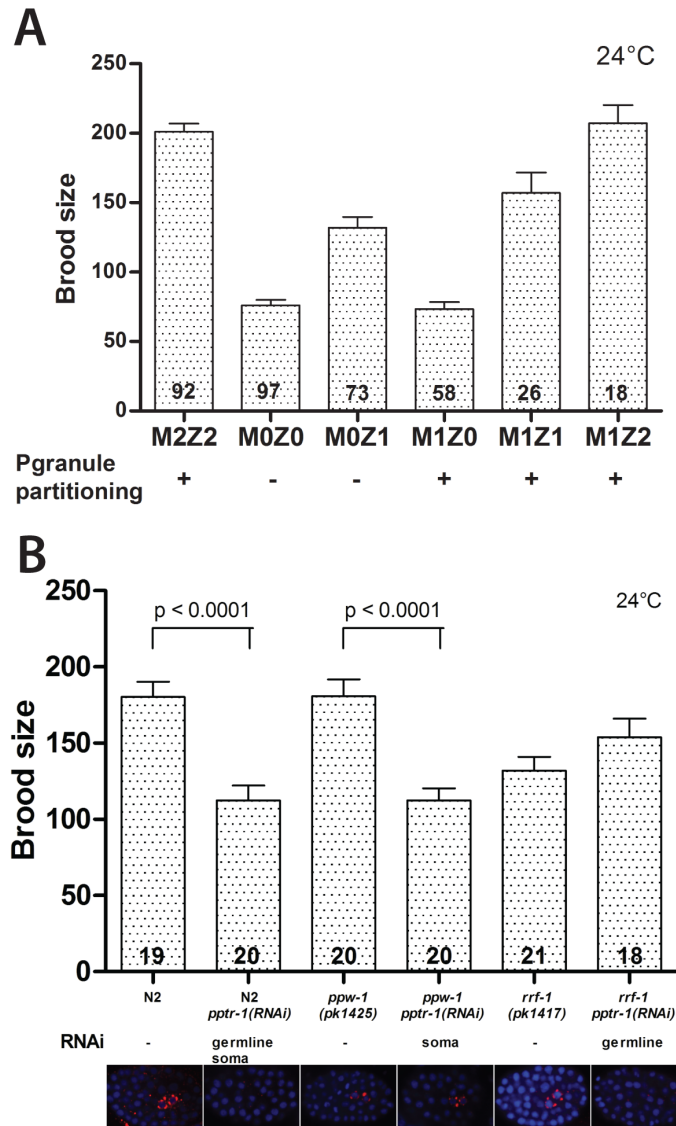 A
24°C
250
200
150
100
50
0
Brood size
92 97 73 58 26 18
M2Z2 M0Z0 M0Z1 M1Z0 M1Z1 M1Z2
Pgranule
partitioning
+ - - + + +
B
24°C
250
200
150
100
50
0
Brood size
p < 0.0001 p < 0.0001
19 20 20 20 21 18
N2 N2 ppw-1 ppw-1 rrf-1 rrf-1
pptr-1(RNAi) (pk1425) pptr-1(RNAi) (pk1417) pptr-1(RNAi)
RNAi - germline - soma - germline
soma